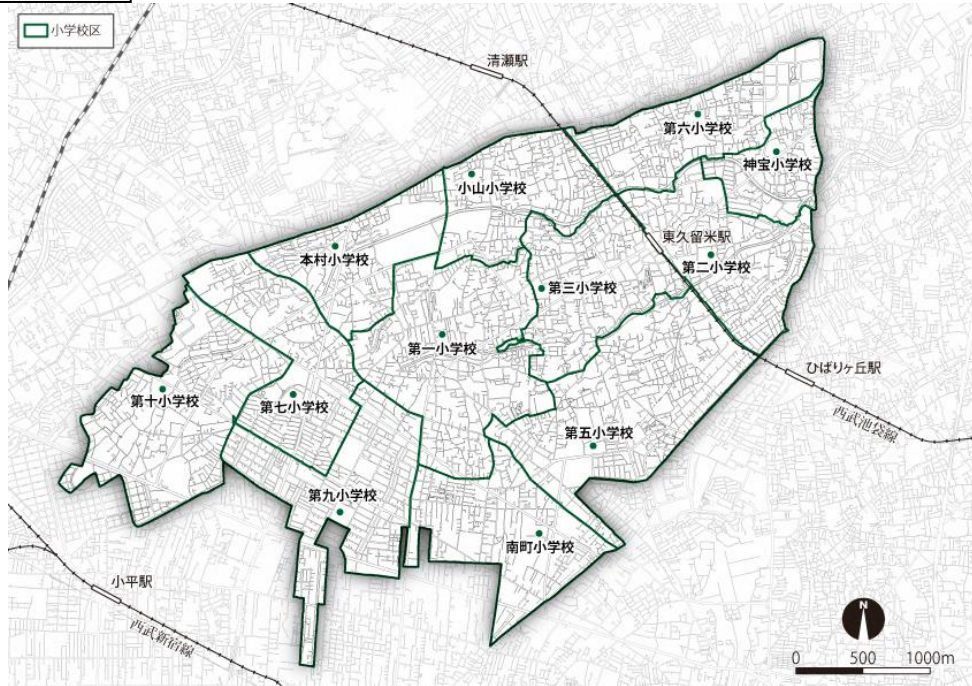 小学校区
清瀬駅
第六小学校
神宝小学校
小山小学校
東久留米駅
本村小学校
第二小学校
第三小学校
第一小学校
ひばりヶ丘駅
第十小学校
第七小学校
西武池袋線
第五小学校
第九小学校
南町小学校
小平駅
西武新宿線
N
0 500 1000m